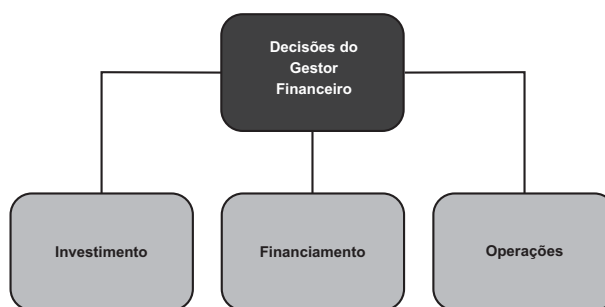 Decisões do
Gestor
Financeiro
Investimento
Financiamento
Operações